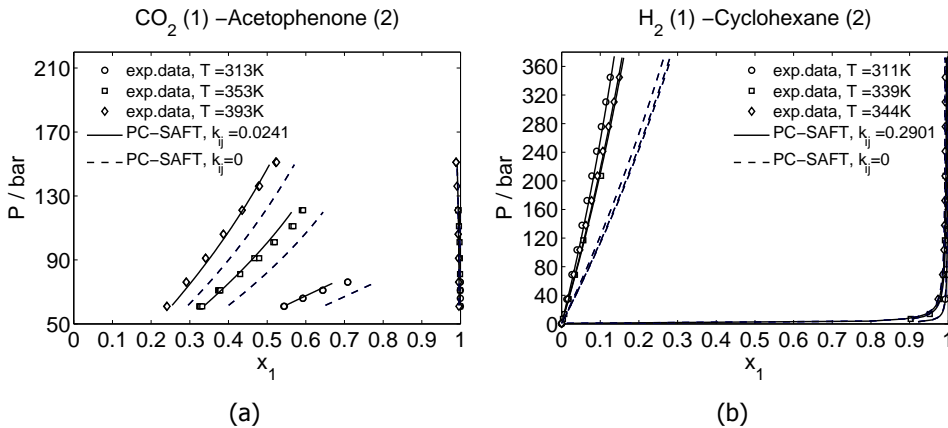 CO2 (1) −Acetophenone (2)
210
170
130
90
50
P / bar
exp.data, T =313K
exp.data, T =353K
exp.data, T =393K
PC−SAFT, kij =0.0241
PC−SAFT, kij=0
0 0.1 0.2 0.3 0.4 0.5 0.6 0.7 0.8 0.9 1
x1
(a)
H2 (1) −Cyclohexane (2)
360
320
280
240
200
160
120
80
40
0
P / bar
exp.data, T =311K
exp.data, T =339K
exp.data, T =344K
PC−SAFT, kij =0.2901
PC−SAFT, kij=0
0 0.1 0.2 0.3 0.4 0.5 0.6 0.7 0.8 0.9 1
x1
(b)